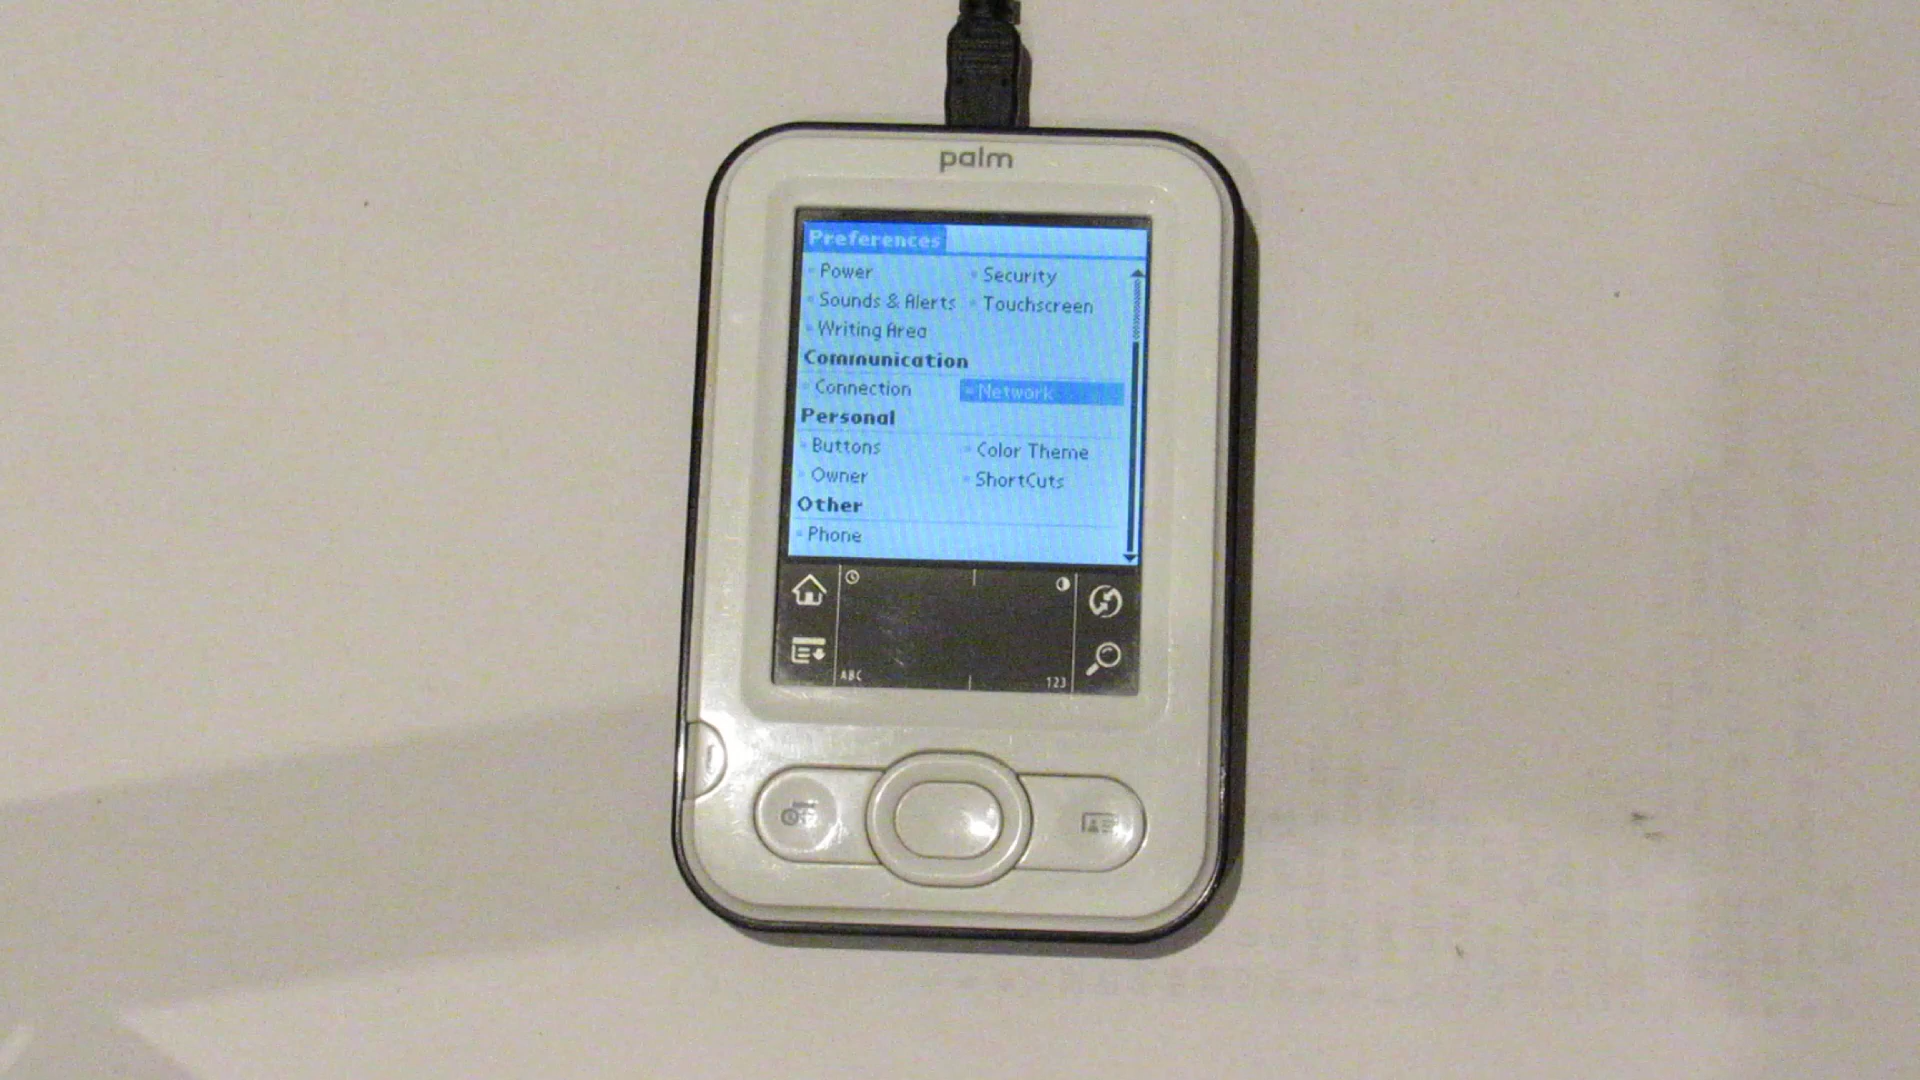 palm
Preferences
Power Security
Sounds & Alerts Touchscreen
Writing Area
Communication
Connection Network
Personal
Buttons Color Theme
Owner ShortCuts
Other
Phone
ABC 123